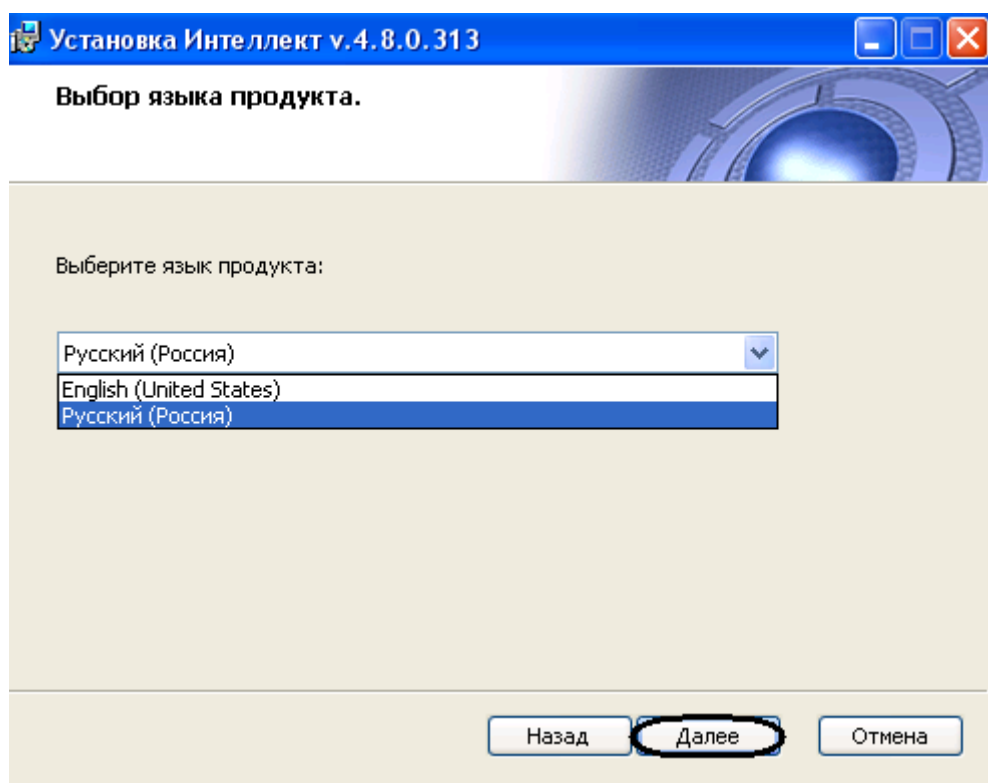 Установка Интеллект v.4.8.0.313
Выбор языка продукта.
Выберите язык продукта:
Русский (Россия)
English (United States)
Русский (Россия)
Назад Далее Отмена